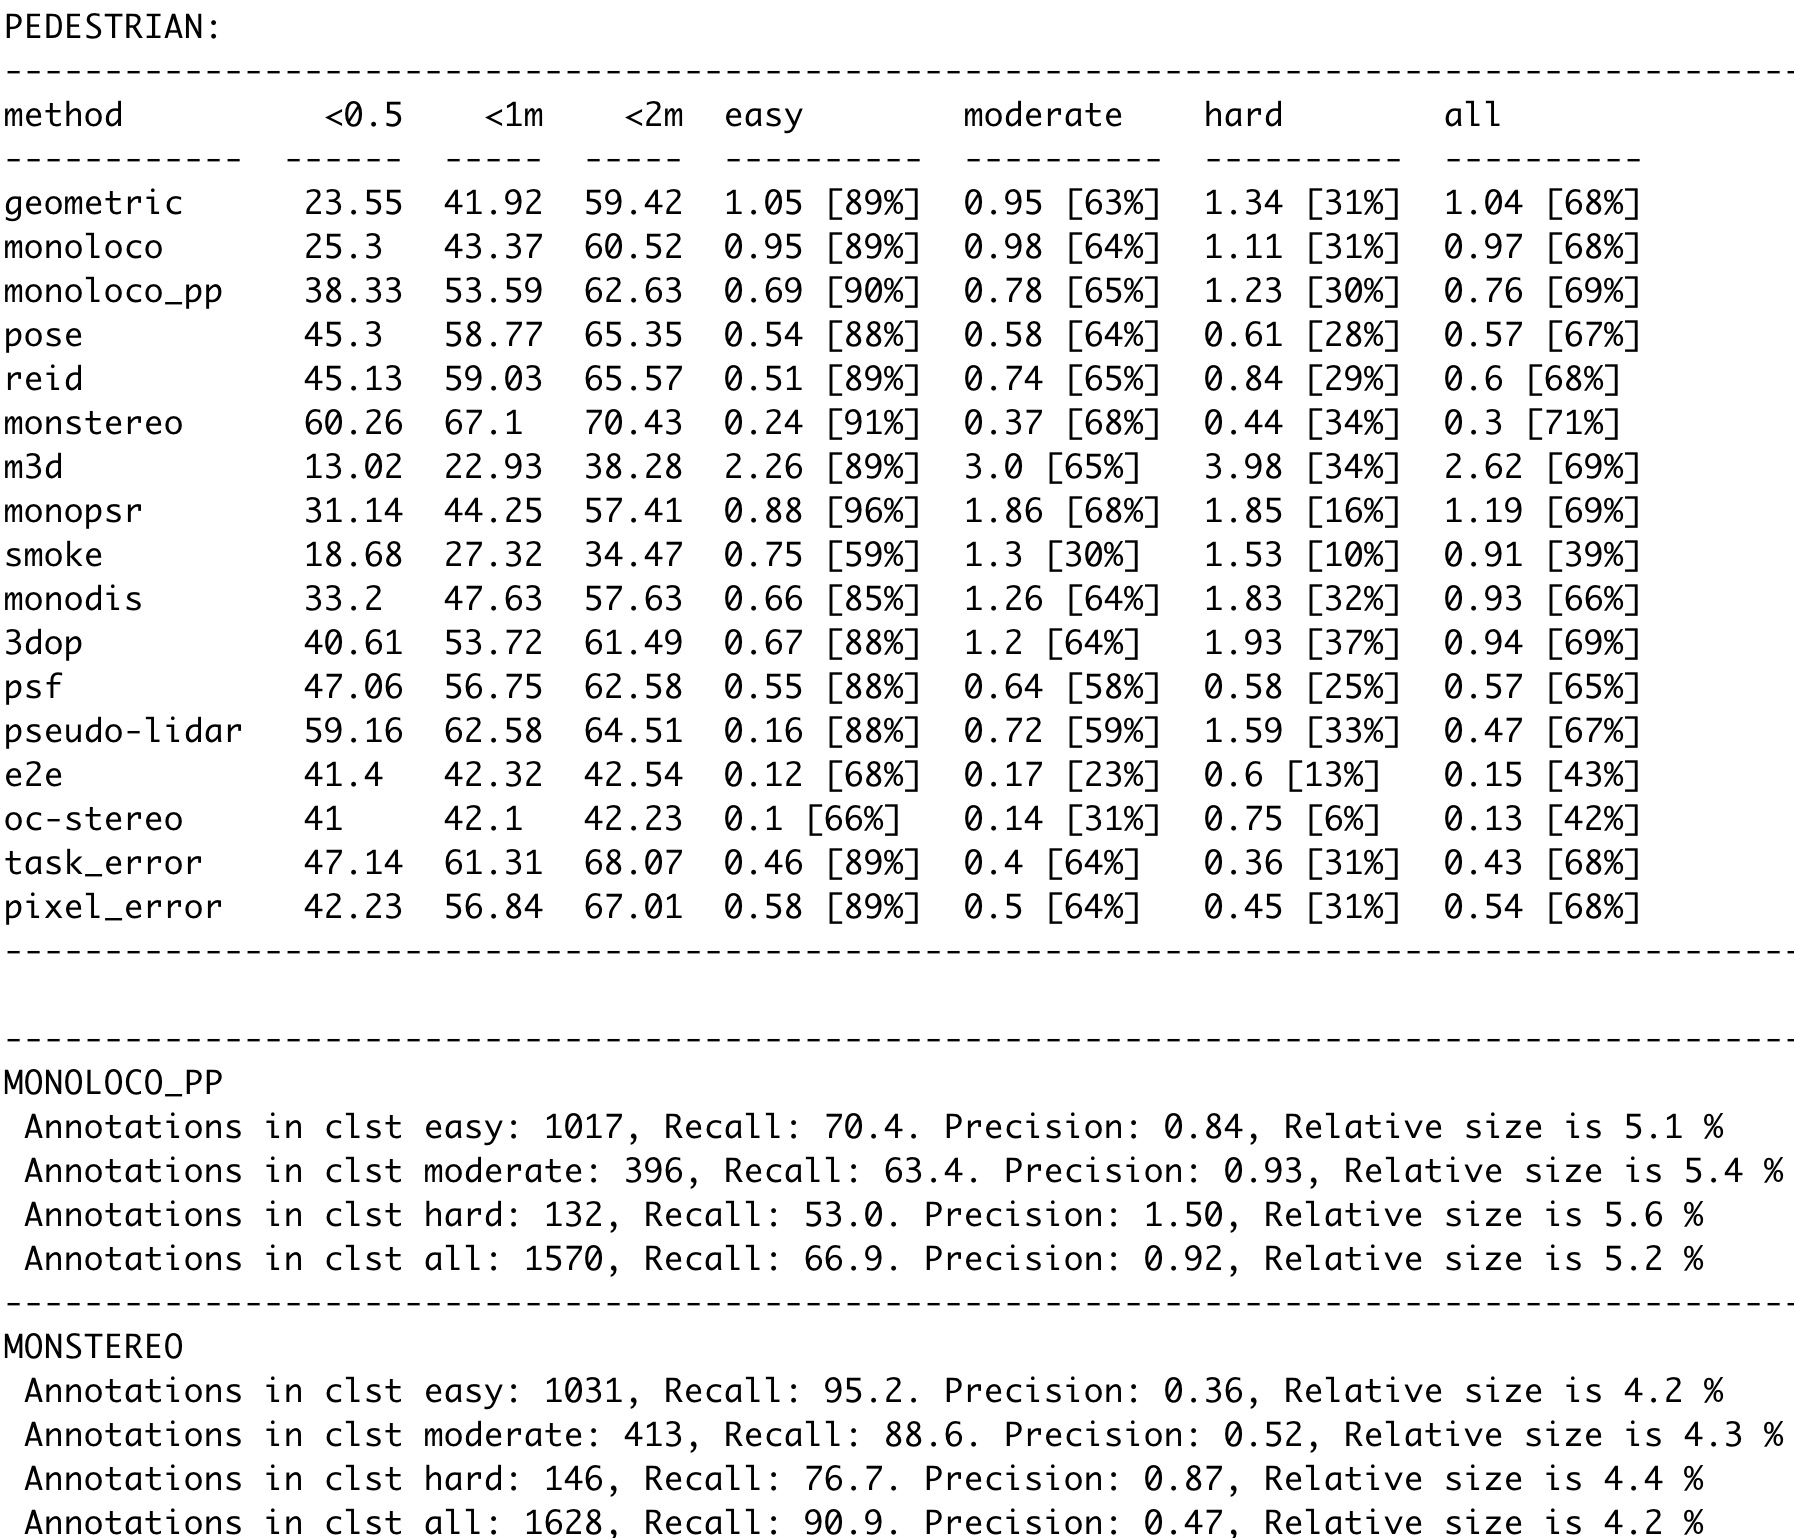 PEDESTRIAN:
------------------------------------------------------------------------------------------
method            <0.5    <1m    <2m  easy        moderate    hard        all
------------  ------  -----  -----  ----------  ----------  ----------  ----------
geometric      23.55  41.92  59.42  1.05 [89%]  0.95 [63%]  1.34 [31%]  1.04 [68%]
monoloco       25.3   43.37  60.52  0.95 [89%]  0.98 [64%]  1.11 [31%]  0.97 [68%]
monoloco_pp    38.33  53.59  62.63  0.69 [90%]  0.78 [65%]  1.23 [30%]  0.76 [69%]
pose           45.3   58.77  65.35  0.54 [88%]  0.58 [64%]  0.61 [28%]  0.57 [67%]
reid           45.13  59.03  65.57  0.51 [89%]  0.74 [65%]  0.84 [29%]  0.6 [68%]
monstereo      60.26  67.1   70.43  0.24 [91%]  0.37 [68%]  0.44 [34%]  0.3 [71%]
m3d            13.02  22.93  38.28  2.26 [89%]  3.0 [65%]   3.98 [34%]  2.62 [69%]
monopsr        31.14  44.25  57.41  0.88 [96%]  1.86 [68%]  1.85 [16%]  1.19 [69%]
smoke          18.68  27.32  34.47  0.75 [59%]  1.3 [30%]   1.53 [10%]  0.91 [39%]
monodis        33.2   47.63  57.63  0.66 [85%]  1.26 [64%]  1.83 [32%]  0.93 [66%]
3dop           40.61  53.72  61.49  0.67 [88%]  1.2 [64%]   1.93 [37%]  0.94 [69%]
psf            47.06  56.75  62.58  0.55 [88%]  0.64 [58%]  0.58 [25%]  0.57 [65%]
pseudo-lidar   59.16  62.58  64.51  0.16 [88%]  0.72 [59%]  1.59 [33%]  0.47 [67%]
e2e            41.4   42.32  42.54  0.12 [68%]  0.17 [23%]  0.6 [13%]   0.15 [43%]
oc-stereo      41     42.1   42.23  0.1 [66%]   0.14 [31%]  0.75 [6%]   0.13 [42%]
task_error     47.14  61.31  68.07  0.46 [89%]  0.4 [64%]   0.36 [31%]  0.43 [68%]
pixel_error    42.23  56.84  67.01  0.58 [89%]  0.5 [64%]   0.45 [31%]  0.54 [68%]
------------------------------------------------------------------------------------------
------------------------------------------------------------------------------------------
MONOLOCO_PP
 Annotations in clst easy: 1017, Recall: 70.4. Precision: 0.84, Relative size is 5.1 %
 Annotations in clst moderate: 396, Recall: 63.4. Precision: 0.93, Relative size is 5.4 %
 Annotations in clst hard: 132, Recall: 53.0. Precision: 1.50, Relative size is 5.6 %
 Annotations in clst all: 1570, Recall: 66.9. Precision: 0.92, Relative size is 5.2 %
------------------------------------------------------------------------------------------
MONSTEREO
 Annotations in clst easy: 1031, Recall: 95.2. Precision: 0.36, Relative size is 4.2 %
 Annotations in clst moderate: 413, Recall: 88.6. Precision: 0.52, Relative size is 4.3 %
 Annotations in clst hard: 146, Recall: 76.7. Precision: 0.87, Relative size is 4.4 %
 Annotations in clst all: 1628, Recall: 90.9. Precision: 0.47, Relative size is 4.2 %